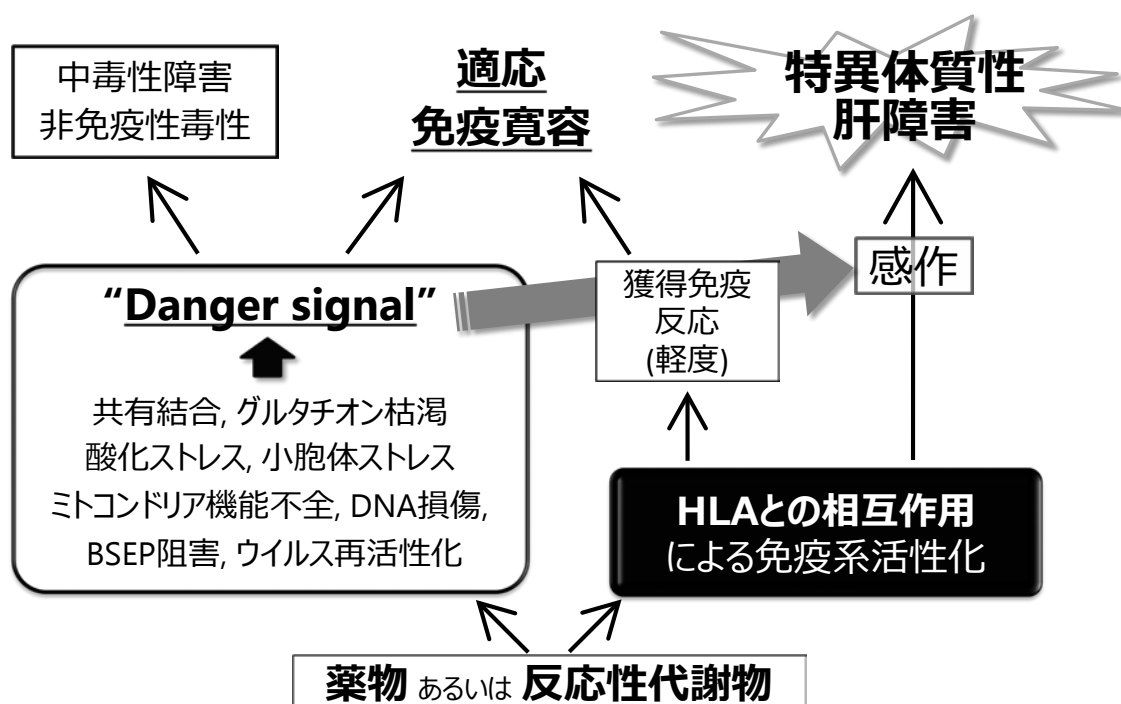 中毒性障害
非免疫性毒性
適応
免疫寛容
特異体質性
肝障害
“Danger signal”
共有結合, グルタチオン枯渇
酸化ストレス, 小胞体ストレス
ミトコンドリア機能不全, DNA損傷,
BSEP阻害, ウイルス再活性化
獲得免疫
反応
(軽度)
感作
HLAとの相互作用
による免疫系活性化
薬物 あるいは 反応性代謝物